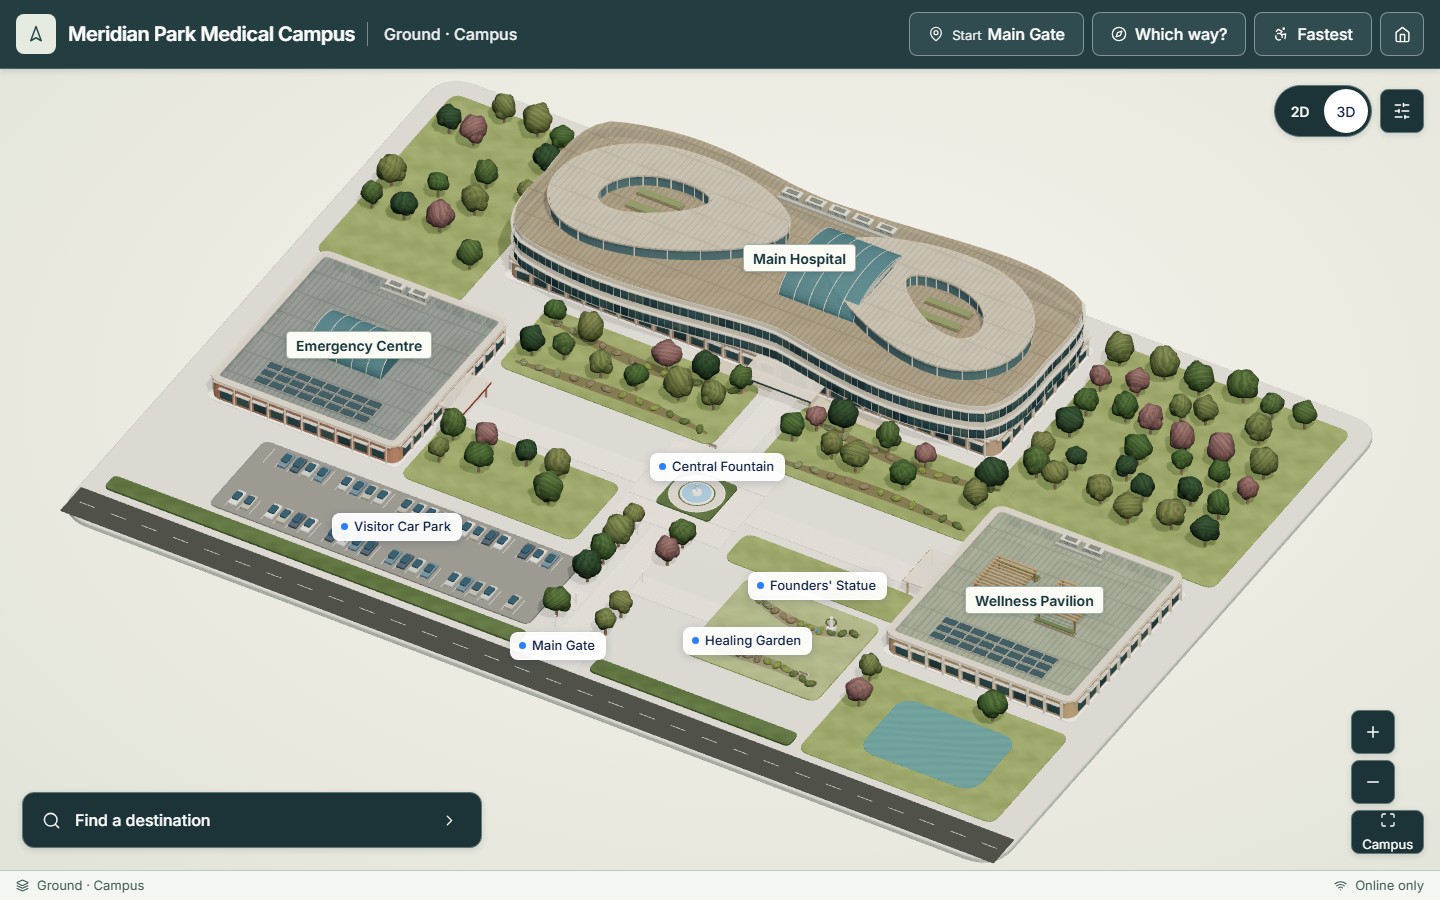 Meridian Park Medical Campus
Ground · Campus
Start Main Gate
Which way?
Fastest
2D
3D
Main Hospital
Emergency Centre
Central Fountain
Visitor Car Park
Founders' Statue
Wellness Pavilion
Healing Garden
Main Gate
Find a destination
Campus
Ground · Campus
Online only